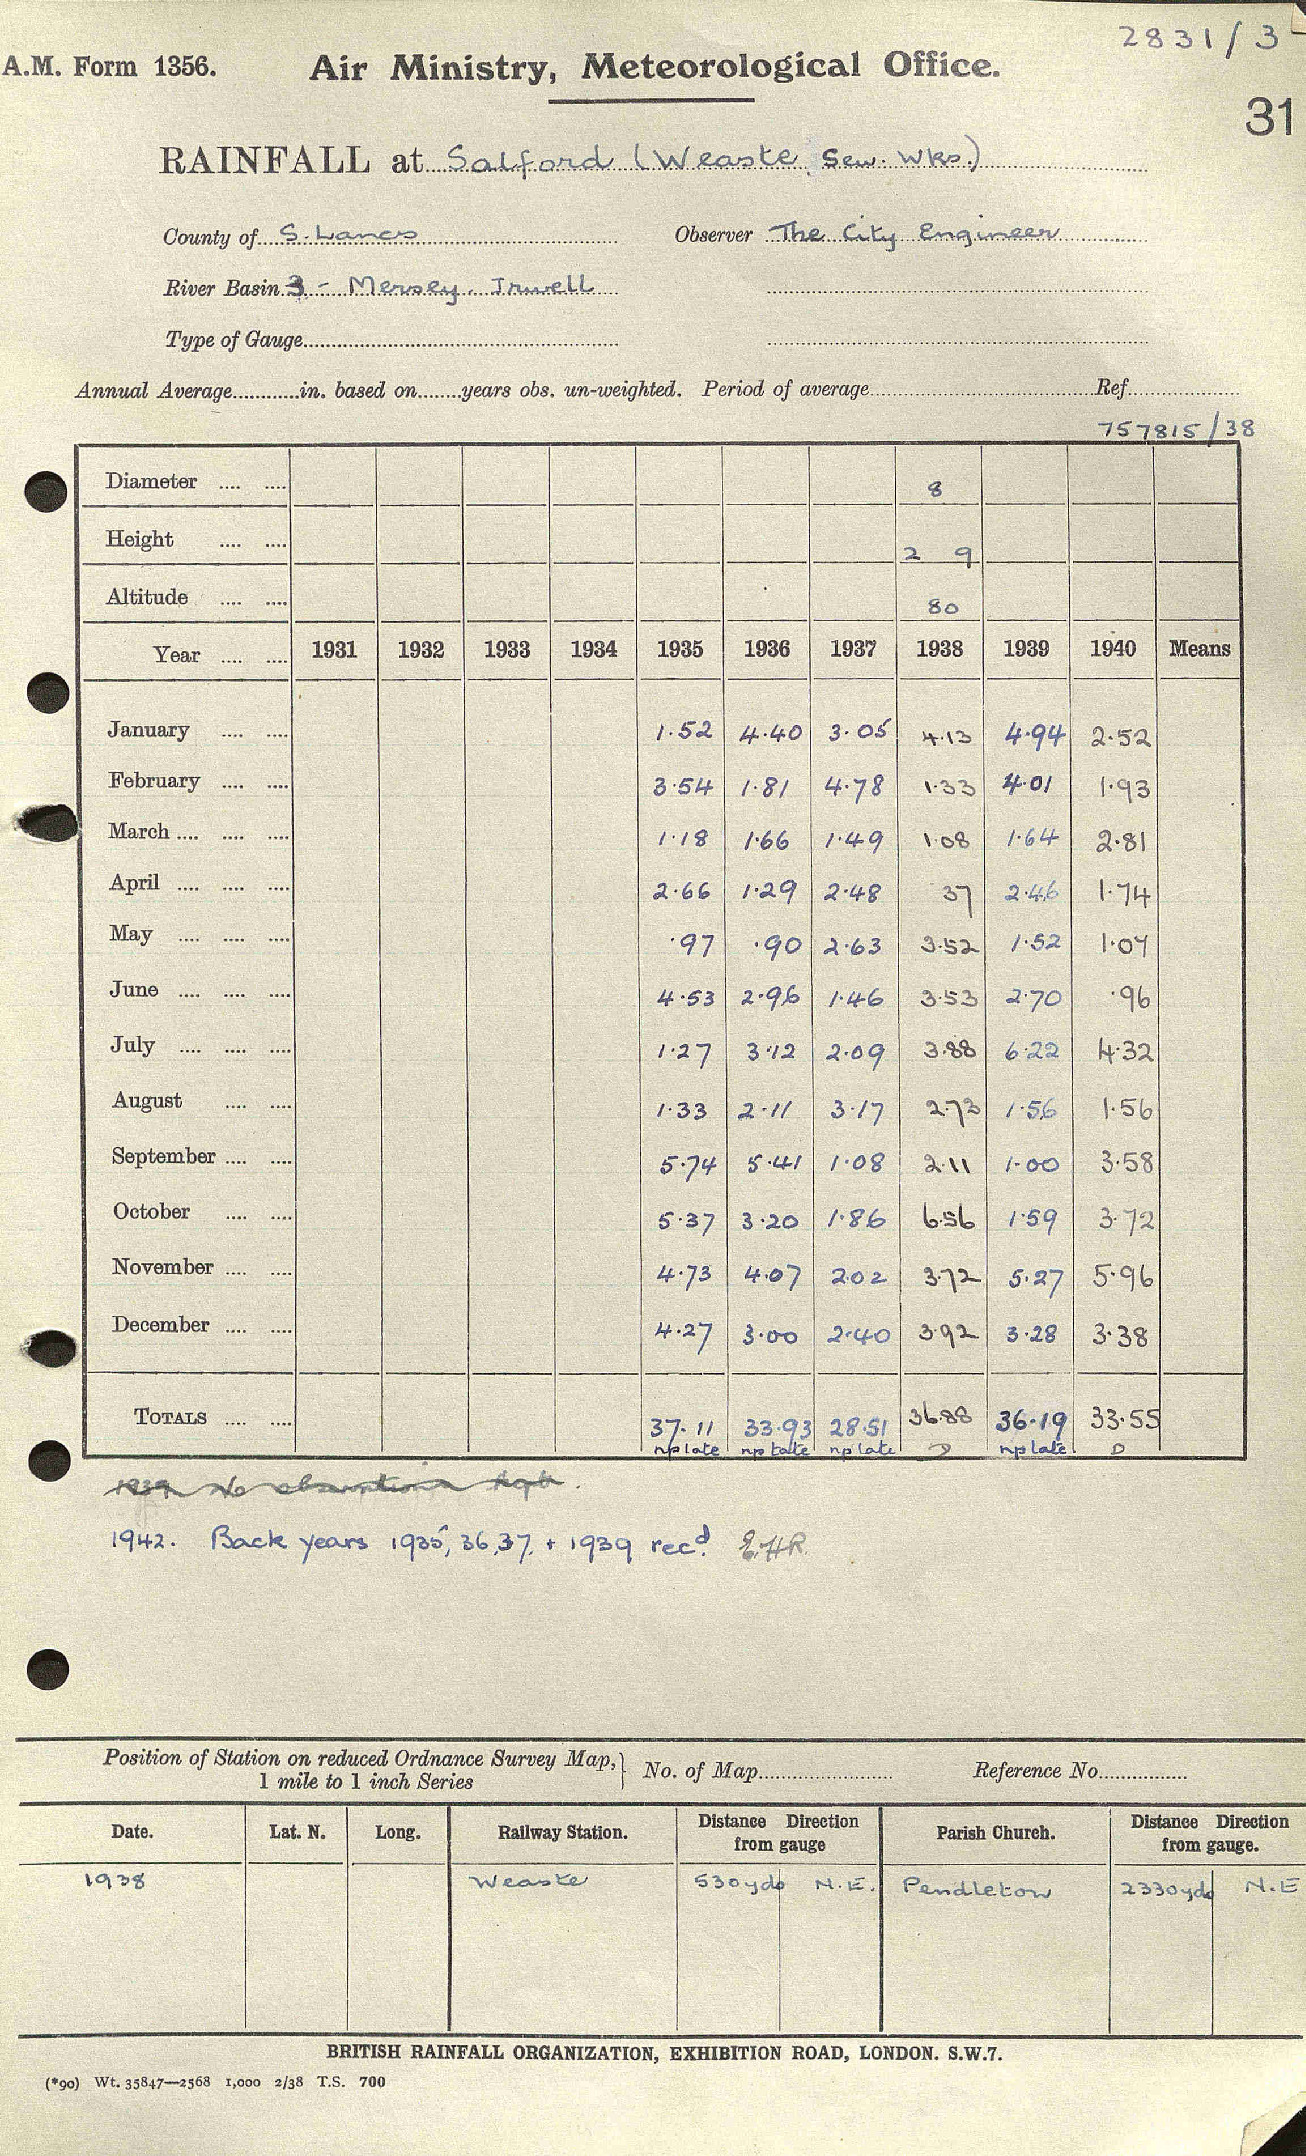 2831/3
A.M. Form 1356. Air Ministry, Meteorological Office.
31
RAINFALL at Salford (Weaste Sew. Wks.)
County of S. Lancs Observer The City Engineer
River Basin 3 - Mersey. Irwell
Type of Gauge
Annual Average in. based on years obs. un-weighted. Period of average Ref.
757815/38
Diameter 8
Height 2 9
Altitude 80
Year 1931 1932 1933 1934 1935 1936 1937 1938 1939 1940 Means
January 1.52 4.40 3.05 4.13 4.94 2.52
February 3.54 1.81 4.78 1.33 4.01 1.93
March 1.18 1.66 1.49 1.08 1.64 2.81
April 2.66 1.29 2.48 37 2.46 1.74
May .97 .90 2.63 3.52 1.52 1.07
June 4.53 2.96 1.46 3.53 2.70 .96
July 1.27 3.12 2.09 3.88 6.22 4.32
August 1.33 2.11 3.17 2.73 1.56 1.56
September 5.74 5.41 1.08 2.11 1.00 3.58
October 5.37 3.20 1.86 6.56 1.59 3.72
November 4.73 4.07 2.02 3.72 5.27 5.96
December 4.27 3.00 2.40 3.92 3.28 3.38
TOTALS 37.11 33.93 28.51 36.88 36.19 33.55
np late np late np late D np late D
1939 No observations
1942. Back years 1935, 36, 37, + 1939 recd. E.H.R.
Position of Station on reduced Ordnance Survey Map, No. of Map Reference No.
1 mile to 1 inch Series
Date. Lat. N. Long. Railway Station. Distance Direction from gauge Parish Church. Distance Direction from gauge.
1938 Weaste 530yds N.E. Pendleton 2330yds N.E
BRITISH RAINFALL ORGANIZATION, EXHIBITION ROAD, LONDON. S.W.7.
(*90) Wt. 35847—2568 1,000 2/38 T.S. 700